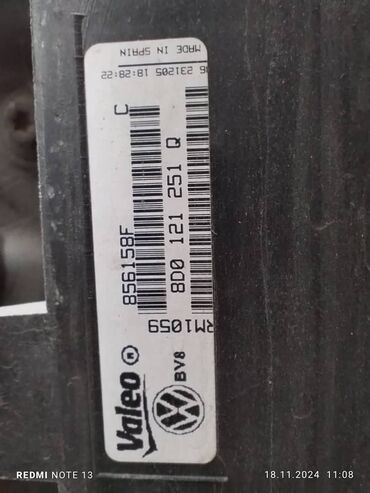 Valeo ®
856158F
C
BV8
8D0 121 251 Q
RM1059
06 231205 18:28:22
MADE IN SPAIN
REDMI NOTE 13
18.11.2024 11:08